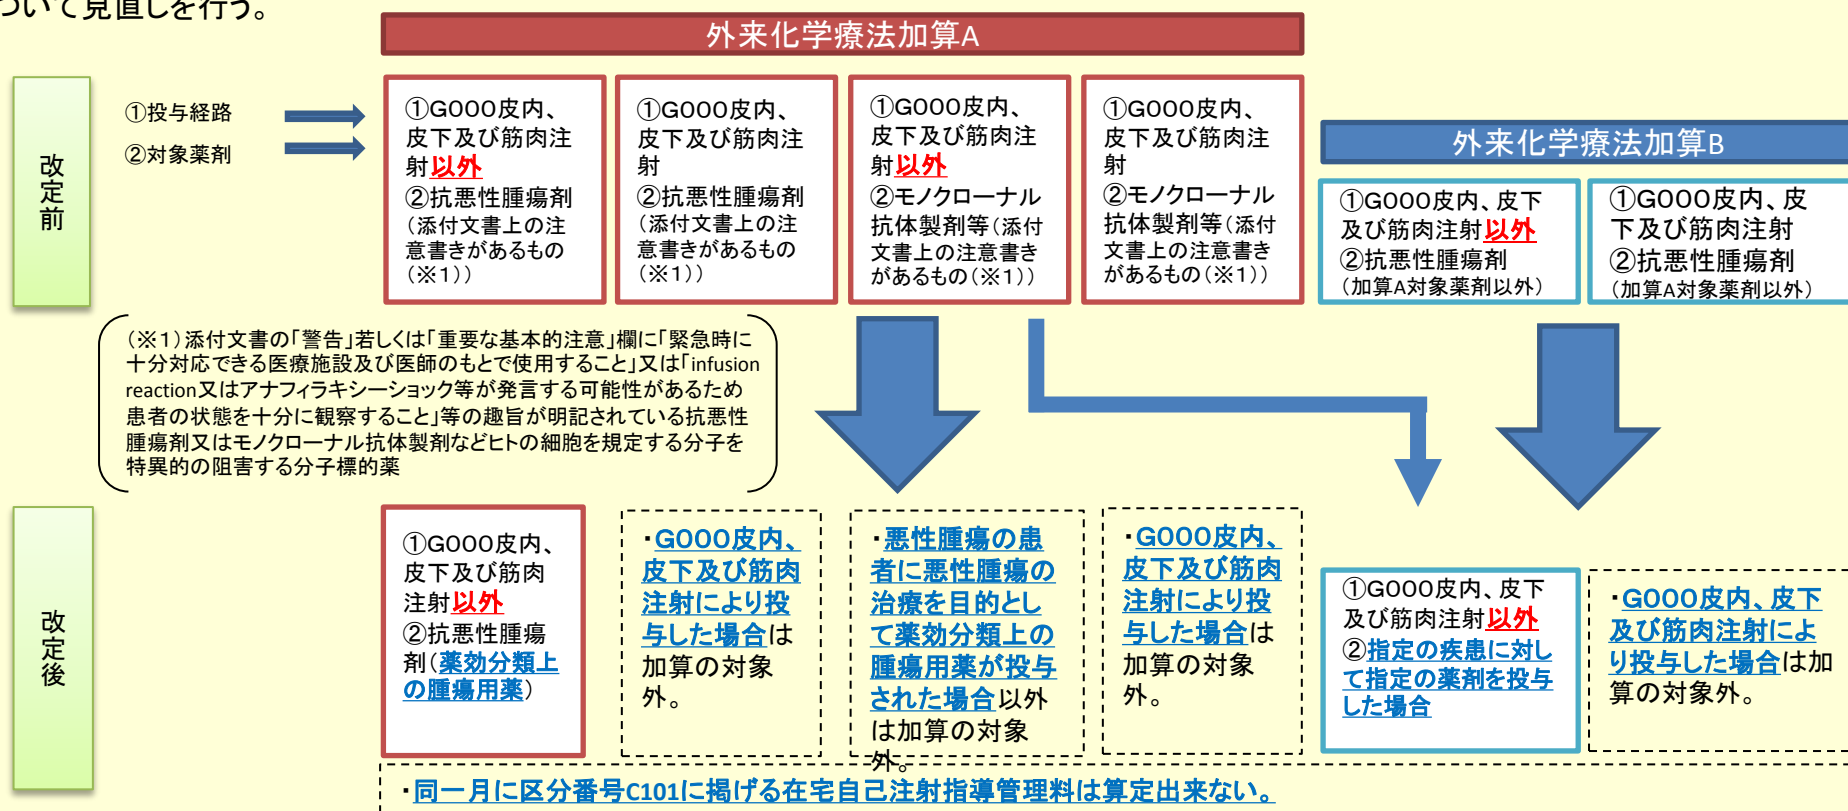 ついて見直しを行う。
外来化学療法加算A
改定前
①投与経路
②対象薬剤
①G000皮内、
皮下及び筋肉注
射以外
②抗悪性腫瘍剤
(添付文書上の注
意書きがあるもの
(※1))
①G000皮内、
皮下及び筋肉注
射
②抗悪性腫瘍剤
(添付文書上の注
意書きがあるもの
(※1))
①G000皮内、
皮下及び筋肉注
射以外
②モノクローナル
抗体製剤等(添付
文書上の注意書き
があるもの(※1))
①G000皮内、
皮下及び筋肉注
射
②モノクローナル
抗体製剤等(添付
文書上の注意書き
があるもの(※1))
外来化学療法加算B
①G000皮内、皮下
及び筋肉注射以外
②抗悪性腫瘍剤
(加算A対象薬剤以外)
①G000皮内、皮
下及び筋肉注射
②抗悪性腫瘍剤
(加算A対象薬剤以外)
(※1)添付文書の「警告」若しくは「重要な基本的注意」欄に「緊急時に
十分対応できる医療施設及び医師のもとで使用すること」又は「infusion
reaction又はアナフィラキシーショック等が発言する可能性があるため
患者の状態を十分に観察すること」等の趣旨が明記されている抗悪性
腫瘍剤又はモノクローナル抗体製剤などヒトの細胞を規定する分子を
特異的の阻害する分子標的薬
改定後
①G000皮内、
皮下及び筋肉
注射以外
②抗悪性腫瘍
剤(薬効分類上
の腫瘍用薬)
・G000皮内、
皮下及び筋肉
注射により投
与した場合は
加算の対象
外。
・悪性腫瘍の患
者に悪性腫瘍の
治療を目的とし
て薬効分類上の
腫瘍用薬が投与
された場合以外
は加算の対象
外。
・G000皮内、
皮下及び筋肉
注射により投
与した場合は
加算の対象
外。
①G000皮内、皮下
及び筋肉注射以外
②指定の疾患に対し
て指定の薬剤を投与
した場合
・G000皮内、皮下
及び筋肉注射によ
り投与した場合は加
算の対象外。
・同一月に区分番号C101に掲げる在宅自己注射指導管理料は算定出来ない。